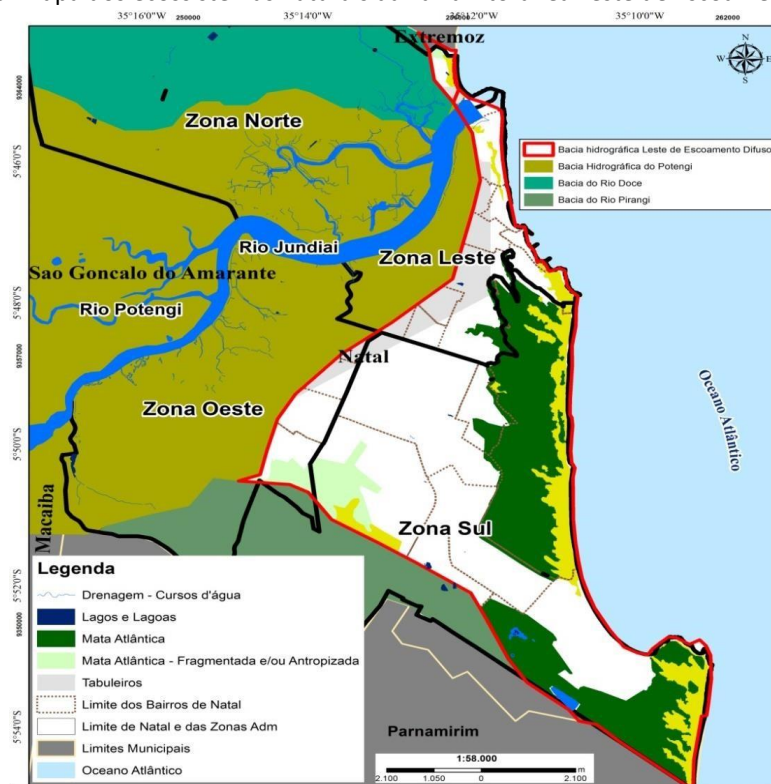 35°16'0"W
250000
35°14'0"W
35°12'0"W
35°10'0"W
262000
Extremoz
N
W
E
S
9364000
Zona Norte
Bacia hidrográfica Leste de Escoamento Difuso
Bacia Hidrográfica do Potengi
Bacia do Rio Doce
Bacia do Rio Pirangi
5°46'0"S
Rio Jundiai
Zona Leste
Sao Goncalo do Amarante
Rio Potengi
5°48'0"S
9357000
Natal
Oceano Atlântico
Zona Oeste
5°50'0"S
Macaiba
Zona Sul
Legenda
Drenagem - Cursos d'água
Lagos e Lagoas
Mata Atlântica
Mata Atlântica - Fragmentada e/ou Antropizada
Tabuleiros
Limite dos Bairros de Natal
Limite de Natal e das Zonas Adm
Limites Municipais
Oceano Atlântico
5°52'0"S
9350000
5°54'0"S
Parnamirim
1:58.000
m
2.100 1.050 0 2.100